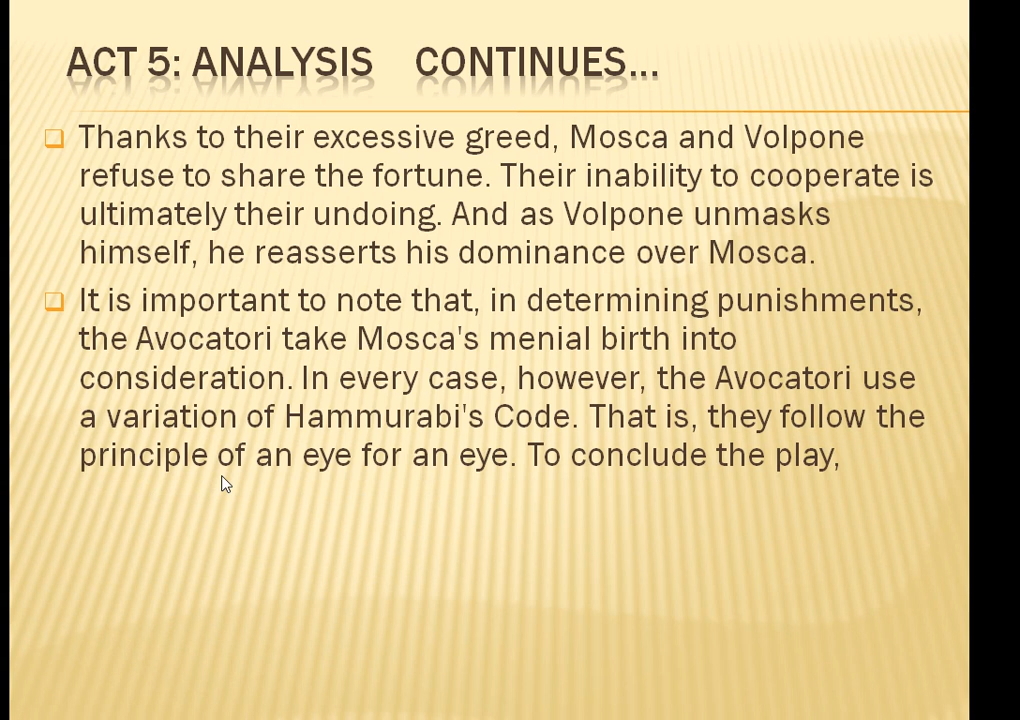 ACT 5: ANALYSIS CONTINUES...
Thanks to their excessive greed, Mosca and Volpone
refuse to share the fortune. Their inability to cooperate is
ultimately their undoing. And as Volpone unmasks
himself, he reasserts his dominance over Mosca.
It is important to note that, in determining punishments,
the Avocatori take Mosca's menial birth into
consideration. In every case, however, the Avocatori use
a variation of Hammurabi's Code. That is, they follow the
principle of an eye for an eye. To conclude the play,